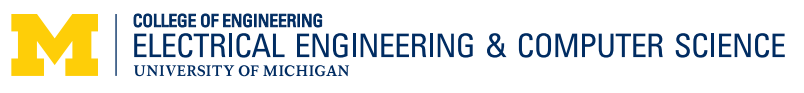 M
COLLEGE OF ENGINEERING
ELECTRICAL ENGINEERING & COMPUTER SCIENCE
UNIVERSITY OF MICHIGAN